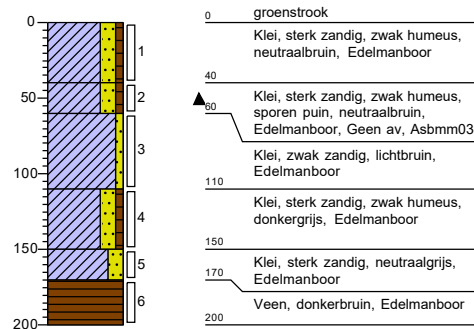 0
50
100
150
200
1
2
3
4
5
6
0 groenstrook
Klei, sterk zandig, zwak humeus,
neutraalbruin, Edelmanboor
40
Klei, sterk zandig, zwak humeus,
sporen puin, neutraalbruin,
Edelmanboor, Geen av, Asbmm03
60
Klei, zwak zandig, lichtbruin,
Edelmanboor
110
Klei, sterk zandig, zwak humeus,
donkergrijs, Edelmanboor
150
Klei, sterk zandig, neutraalgrijs,
Edelmanboor
170
Veen, donkerbruin, Edelmanboor
200